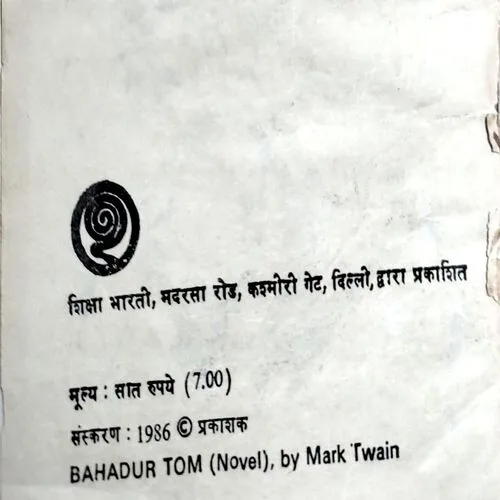 शिक्षा भारती, मदरसा रोड, कश्मीरी गेट, दिल्ली, द्वारा प्रकाशित
मूल्य : सात रुपये (7.00)
संस्करण : 1986 © प्रकाशक
BAHADUR TOM (Novel), by Mark Twain